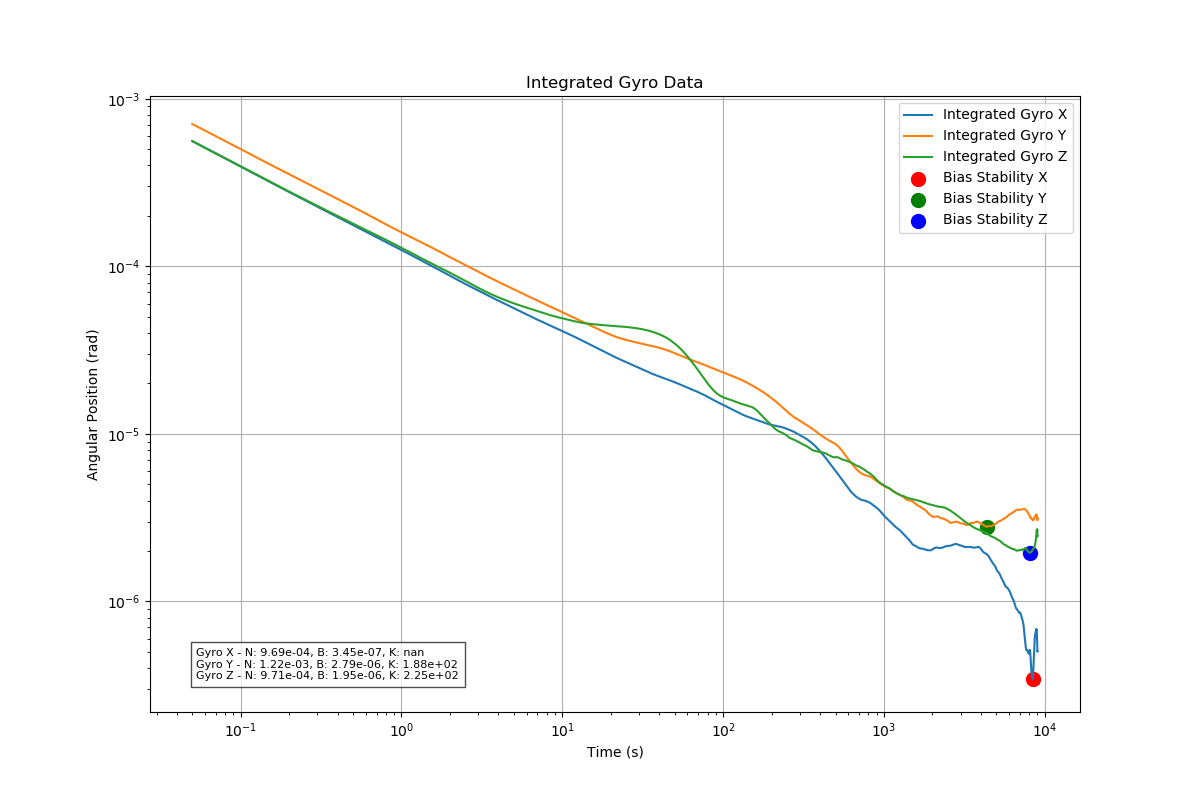 Integrated Gyro Data
Angular Position (rad)
10⁻³
10⁻⁴
10⁻⁵
10⁻⁶
Integrated Gyro X
Integrated Gyro Y
Integrated Gyro Z
Bias Stability X
Bias Stability Y
Bias Stability Z
Gyro X - N: 9.69e-04, B: 3.45e-07, K: nan
Gyro Y - N: 1.22e-03, B: 2.79e-06, K: 1.88e+02
Gyro Z - N: 9.71e-04, B: 1.95e-06, K: 2.25e+02
10⁻¹ 10⁰ 10¹ 10² 10³ 10⁴
Time (s)